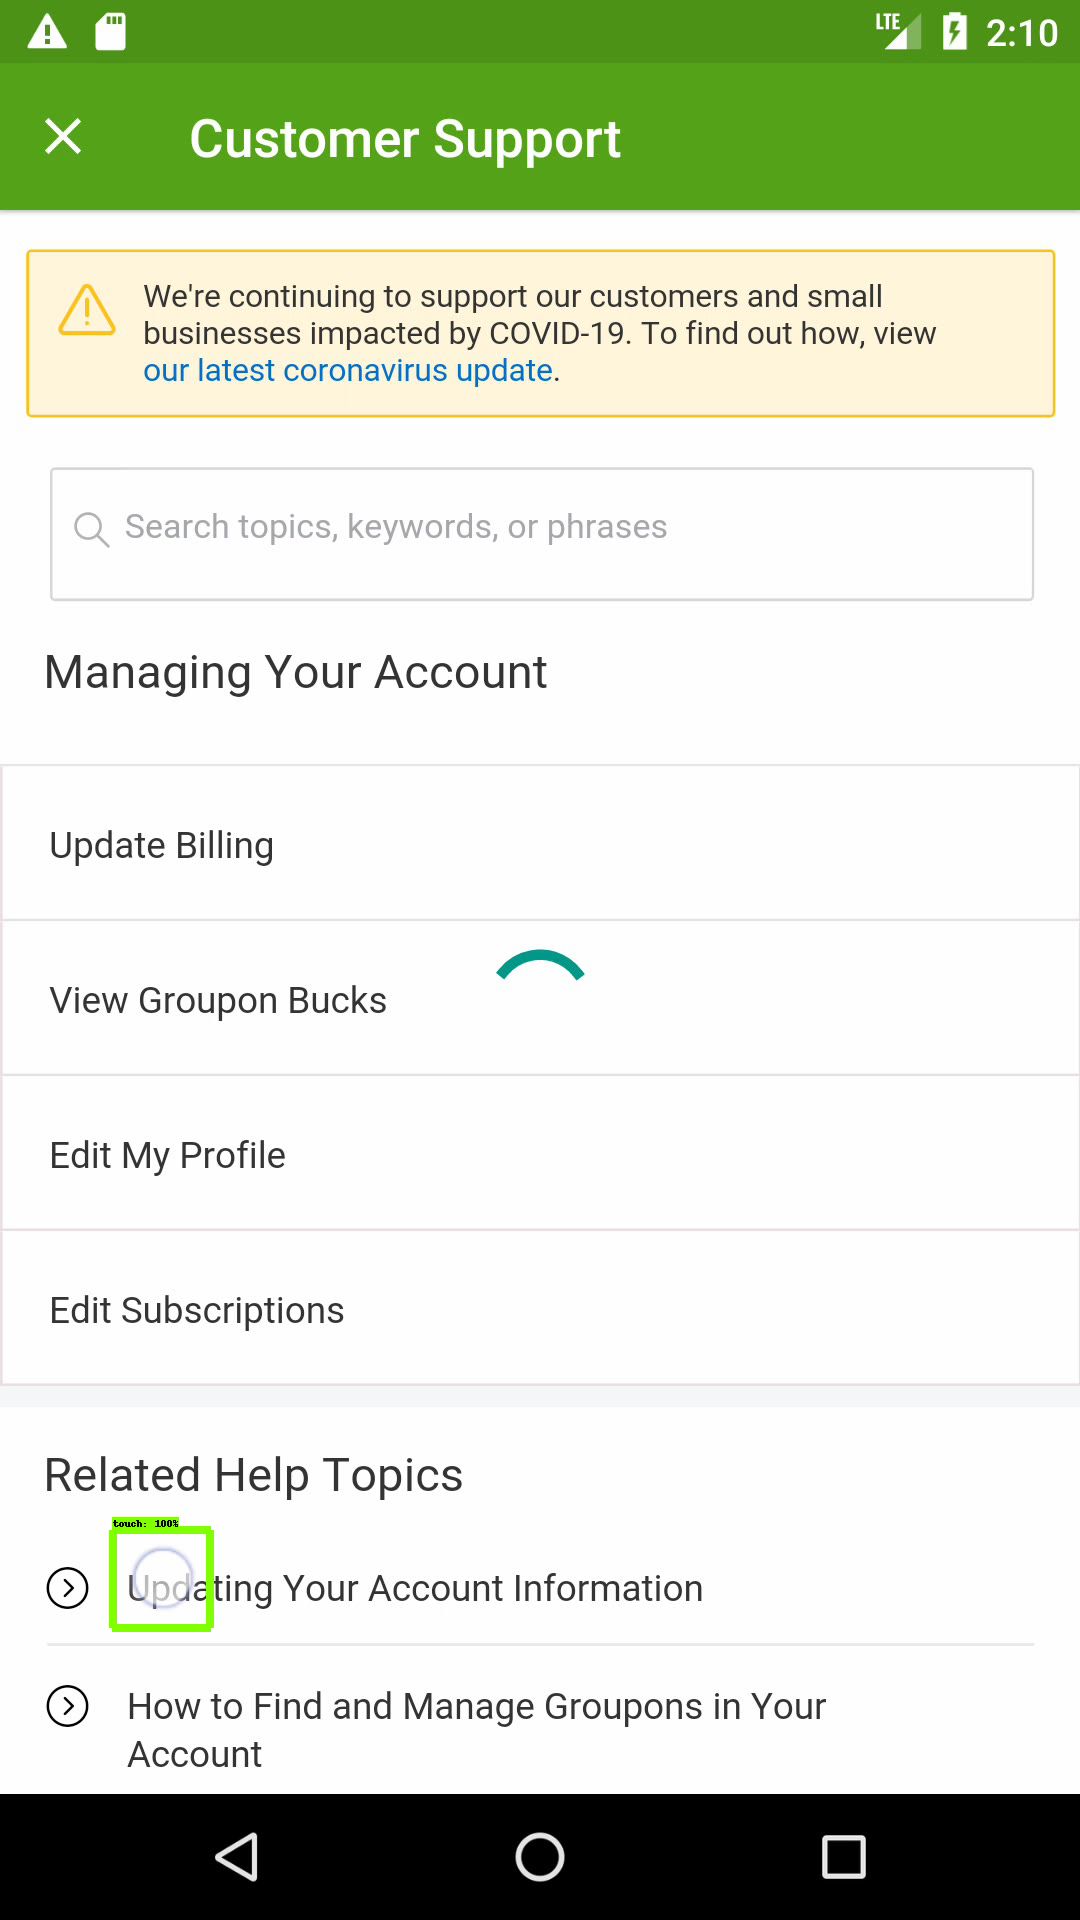 LTE 2:10
Customer Support
We're continuing to support our customers and small
businesses impacted by COVID-19. To find out how, view
our latest coronavirus update.
Search topics, keywords, or phrases
Managing Your Account
Update Billing
View Groupon Bucks
Edit My Profile
Edit Subscriptions
Related Help Topics
touch: 100%
Updating Your Account Information
How to Find and Manage Groupons in Your
Account